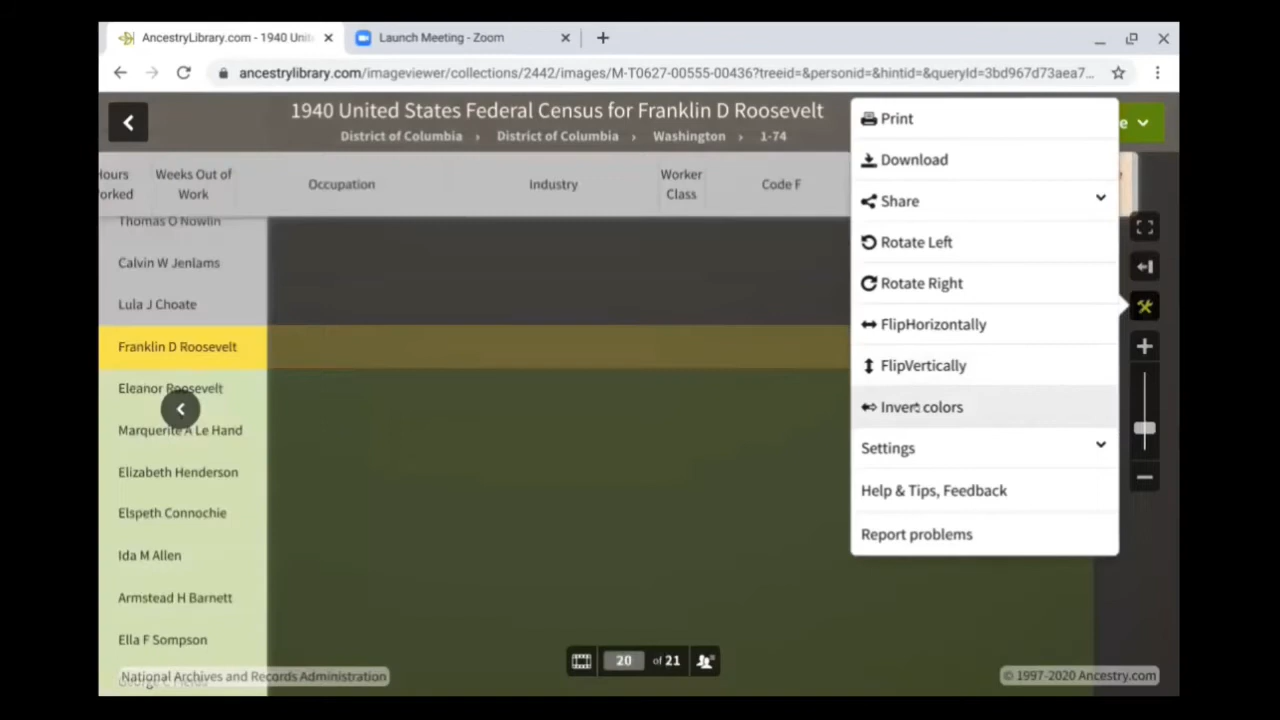 AncestryLibrary.com - 1940 Unit
Launch Meeting - Zoom
ancestrylibrary.com/imageviewer/collections/2442/images/M-T0627-00555-00436?treeid=&personid=&hintid=&queryId=3bd967d73aea7...
1940 United States Federal Census for Franklin D Roosevelt
District of Columbia › District of Columbia › Washington › 1-74
Hours Worked
Weeks Out of Work
Occupation
Industry
Worker Class
Code F
Thomas O Nowlin
Calvin W Jenlams
Lula J Choate
Franklin D Roosevelt
Eleanor Roosevelt
Marquerite A Le Hand
Elizabeth Henderson
Elspeth Connochie
Ida M Allen
Armstead H Barnett
Ella F Sompson
National Archives and Records Administration
Print
Download
Share
Rotate Left
Rotate Right
FlipHorizontally
FlipVertically
Invert colors
Settings
Help & Tips, Feedback
Report problems
20 of 21
© 1997-2020 Ancestry.com